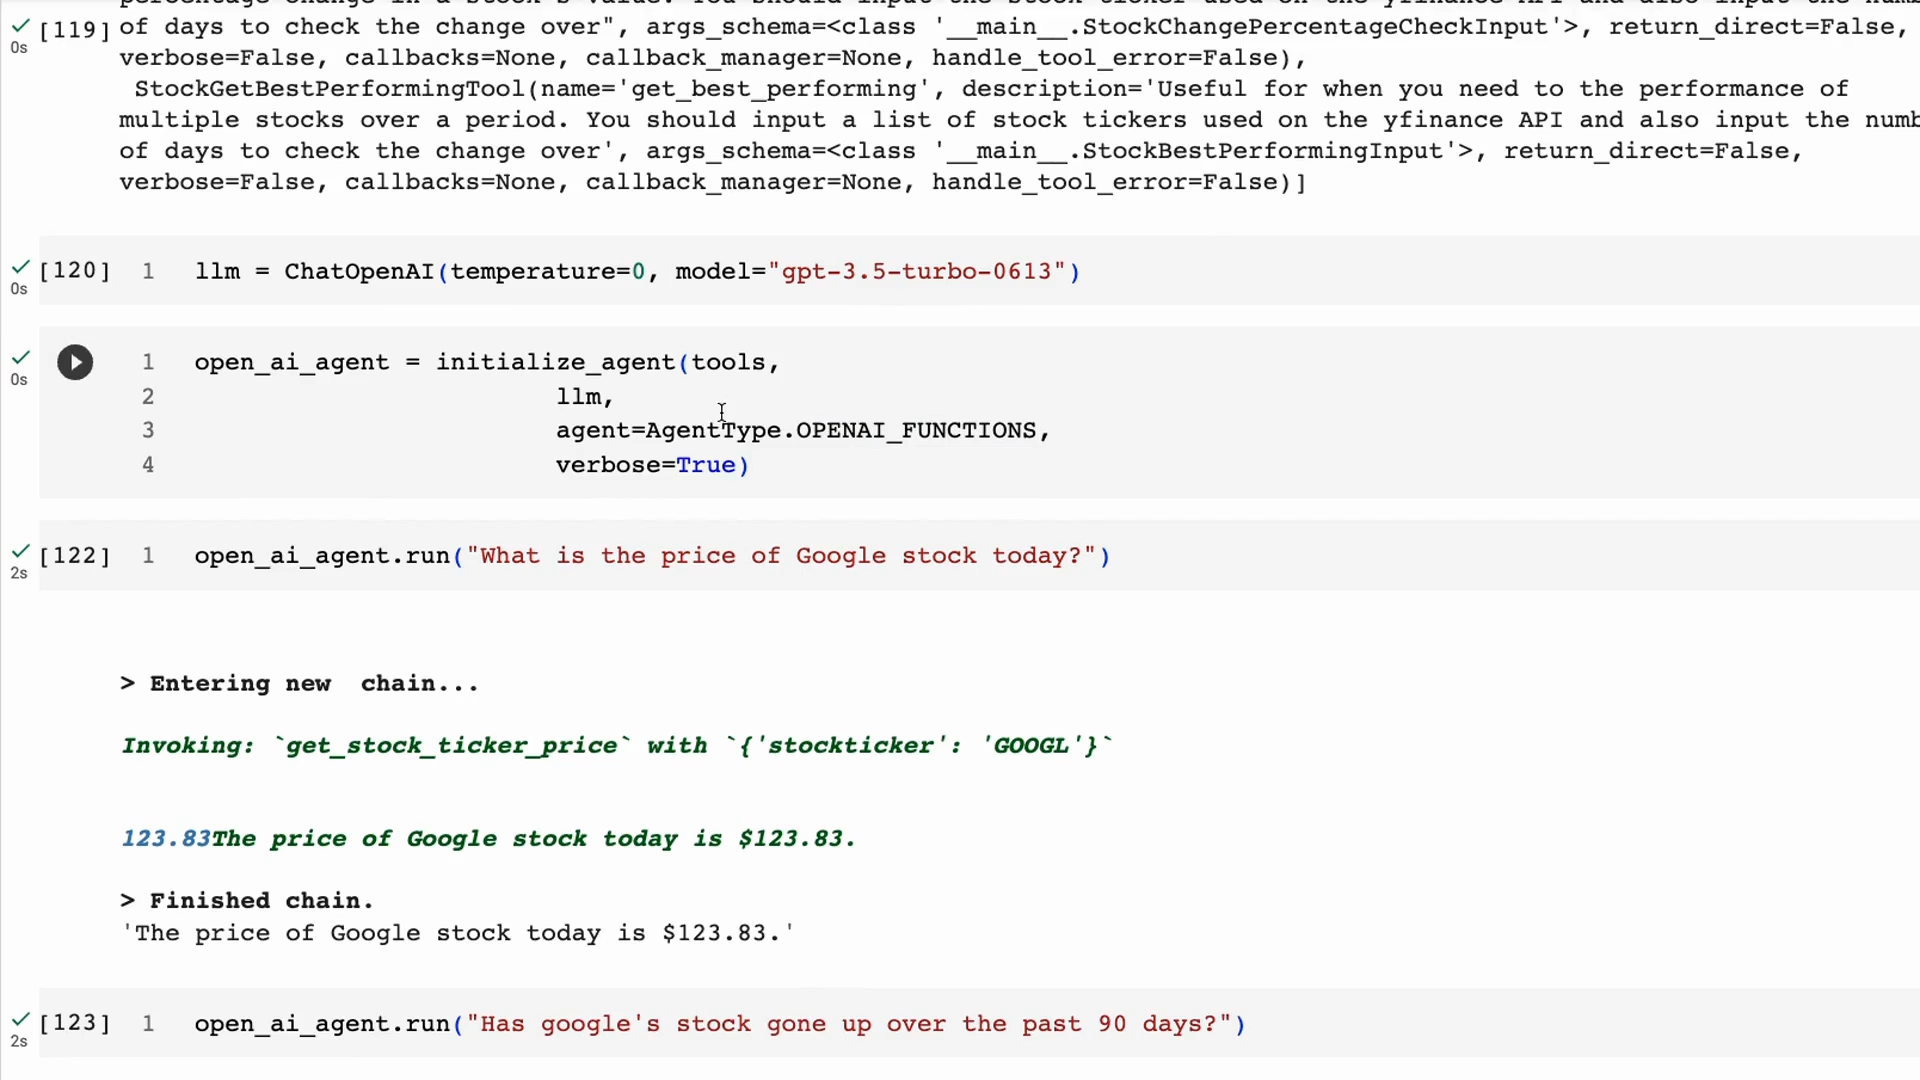 of days to check the change over", args_schema=<class '__main__.StockChangePercentageCheckInput'>, return_direct=False,
[119]
0s
verbose=False, callbacks=None, callback_manager=None, handle_tool_error=False),
StockGetBestPerformingTool(name='get_best_performing', description='Useful for when you need to the performance of
multiple stocks over a period. You should input a list of stock tickers used on the yfinance API and also input the numb
of days to check the change over', args_schema=<class '__main__.StockBestPerformingInput'>, return_direct=False,
verbose=False, callbacks=None, callback_manager=None, handle_tool_error=False)]
[120] 1 llm = ChatOpenAI(temperature=0, model="gpt-3.5-turbo-0613")
0s
1 open_ai_agent = initialize_agent(tools,
0s
2 llm,
3 agent=AgentType.OPENAI_FUNCTIONS,
4 verbose=True)
[122] 1 open_ai_agent.run("What is the price of Google stock today?")
2s
> Entering new  chain...
Invoking: `get_stock_ticker_price` with `{'stockticker': 'GOOGL'}`
123.83The price of Google stock today is $123.83.
> Finished chain.
'The price of Google stock today is $123.83.'
[123] 1 open_ai_agent.run("Has google's stock gone up over the past 90 days?")
2s